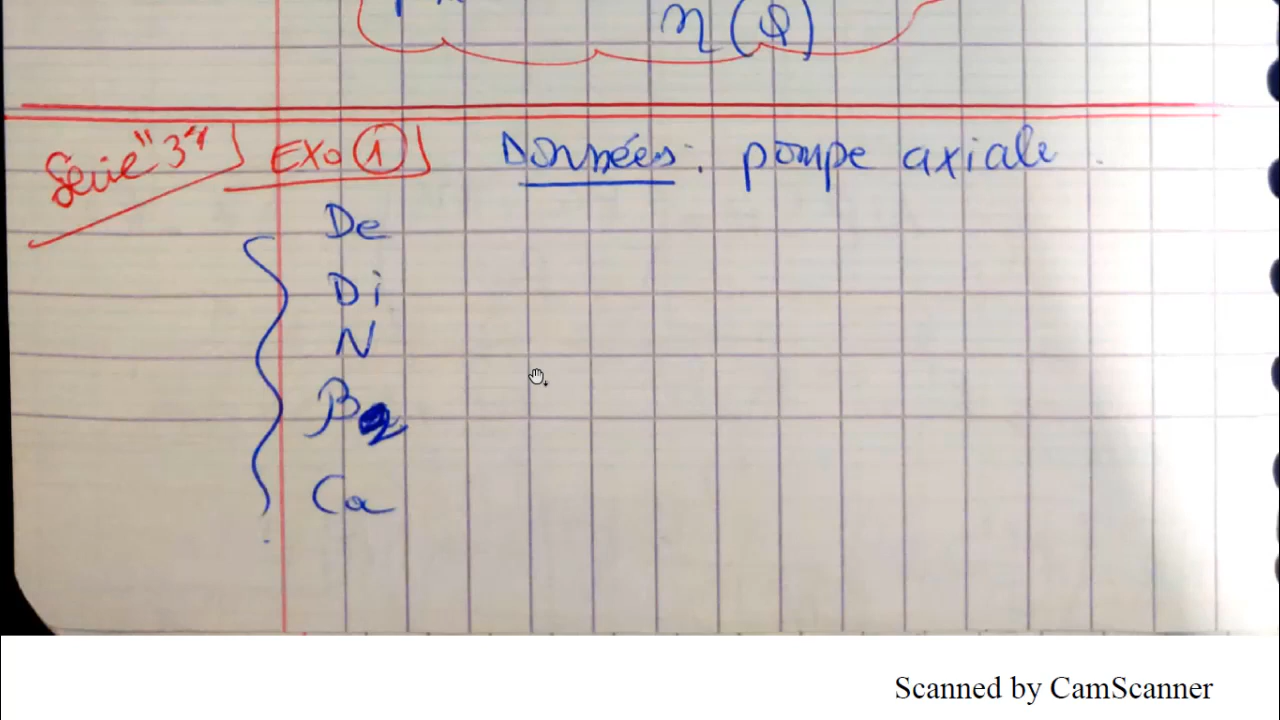 η(Q)
Série "3" EXO 1 Données : pompe axiale.
De
Di
N
β2
Ca
Scanned by CamScanner